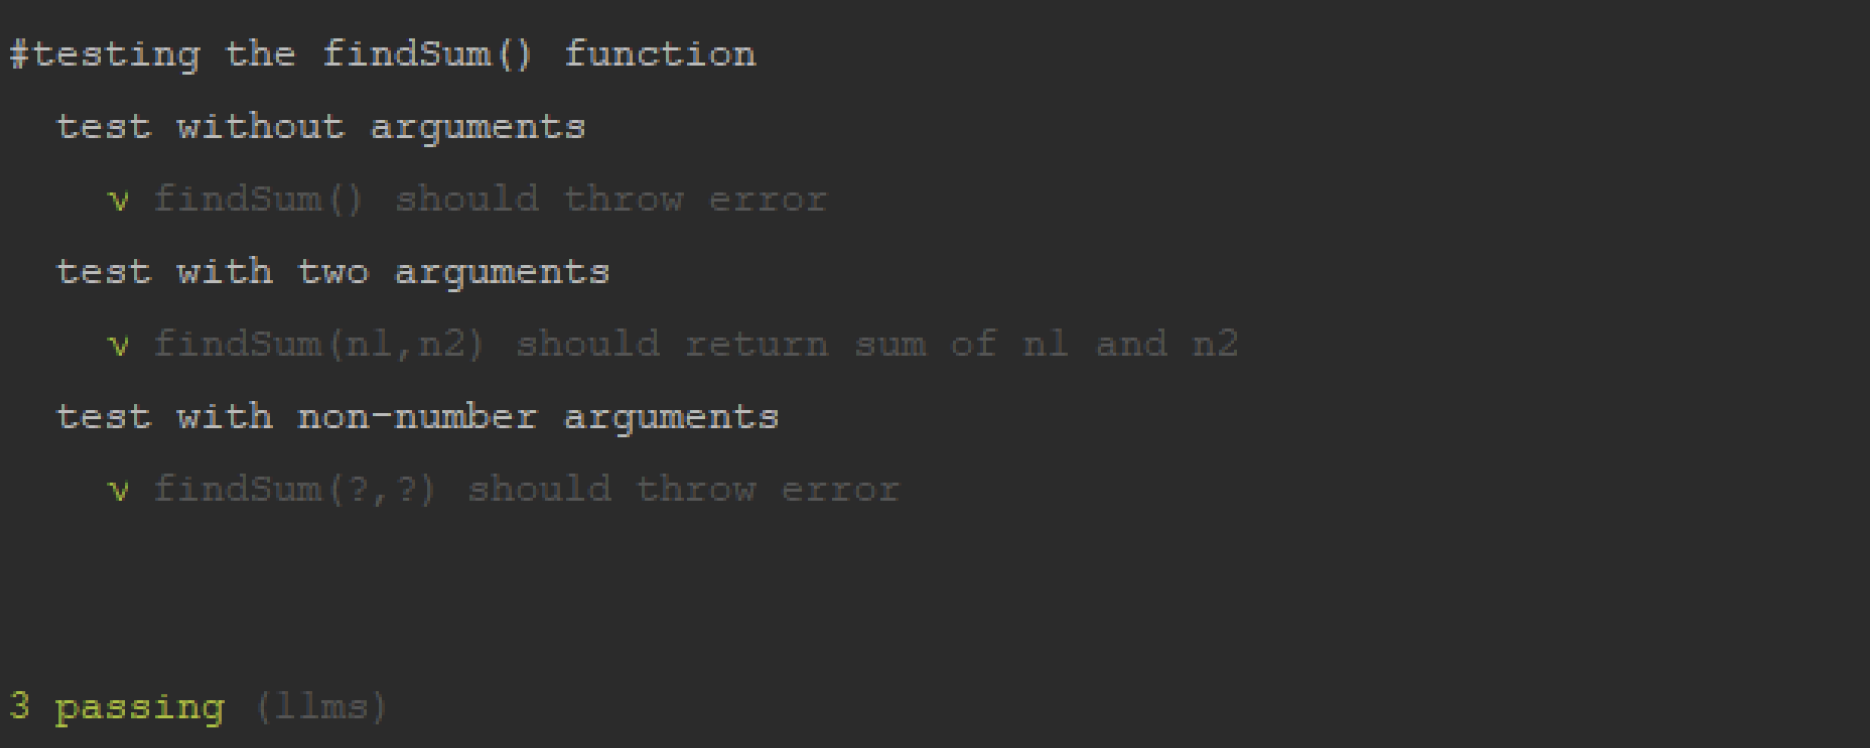 #testing the findSum() function
test without arguments
√ findSum() should throw error
test with two arguments
√ findSum(n1,n2) should return sum of n1 and n2
test with non-number arguments
√ findSum(?,?) should throw error
3 passing (11ms)